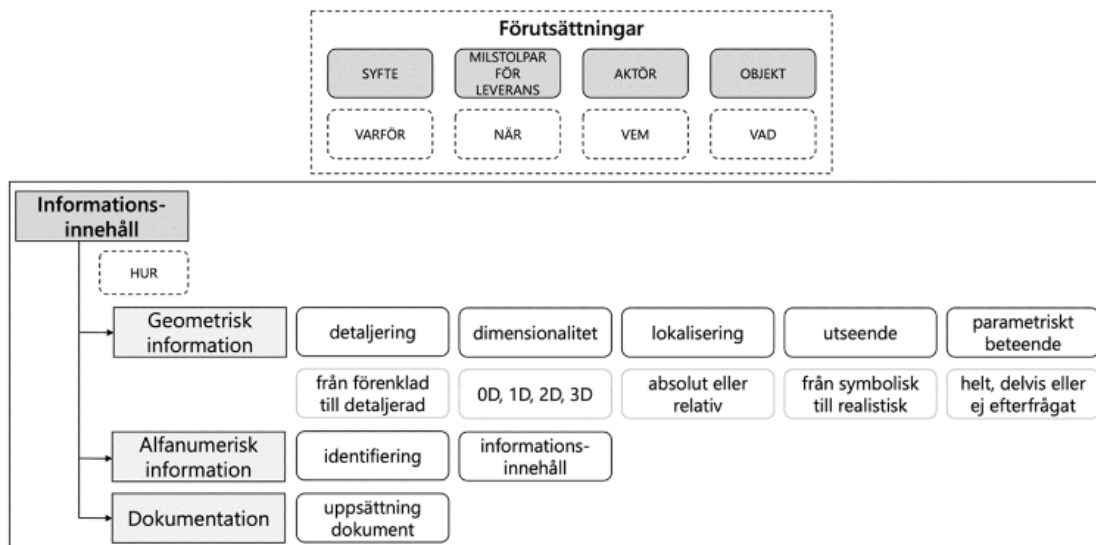 Förutsättningar
SYFTE
MILSTOLPAR
FÖR
LEVERANS
AKTÖR
OBJEKT
VARFÖR
NÄR
VEM
VAD
Informations-
innehåll
HUR
Geometrisk
information
detaljering
dimensionalitet
lokalisering
utseende
parametriskt
beteende
från förenklad
till detaljerad
0D, 1D, 2D, 3D
absolut eller
relativ
från symbolisk
till realistisk
helt, delvis eller
ej efterfrågat
Alfanumerisk
information
identifiering
informations-
innehåll
Dokumentation
uppsättning
dokument